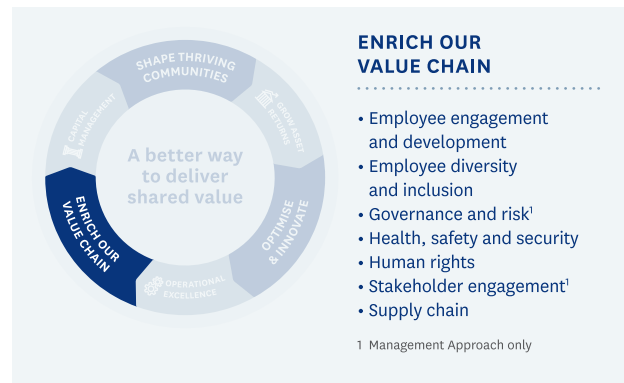 SHAPE THRIVING
COMMUNITIES
GROW ASSET
RETURNS
OPTIMISE
& INNOVATE
OPERATIONAL
EXCELLENCE
ENRICH OUR
VALUE CHAIN
CAPITAL
MANAGEMENT
A better way
to deliver
shared value
ENRICH OUR
VALUE CHAIN
• Employee engagement
and development
• Employee diversity
and inclusion
• Governance and risk¹
• Health, safety and security
• Human rights
• Stakeholder engagement¹
• Supply chain
1 Management Approach only